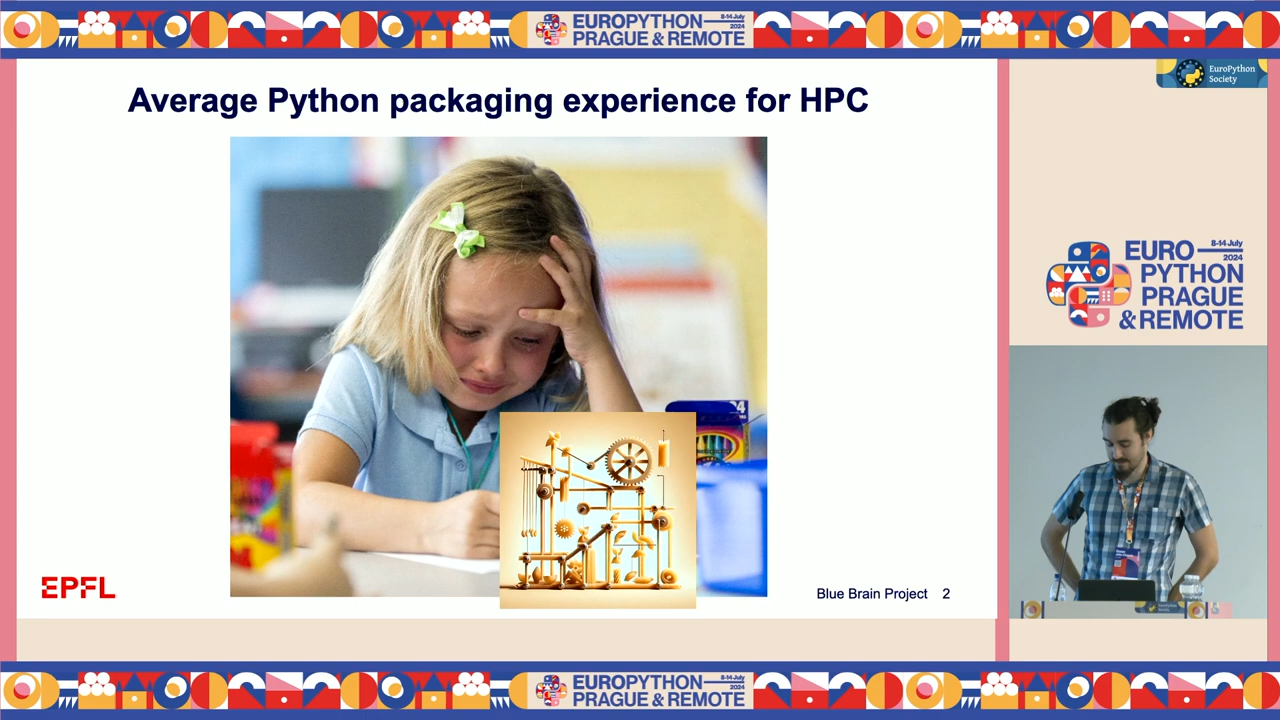 EUROPYTHON
8-14 July
2024
PRAGUE & REMOTE
EuroPython
Society
Average Python packaging experience for HPC
EURO
8-14 July
2024
PYTHON
PRAGUE
& REMOTE
EPFL
Blue Brain Project 2
EUROPYTHON
8-14 July
2024
PRAGUE & REMOTE